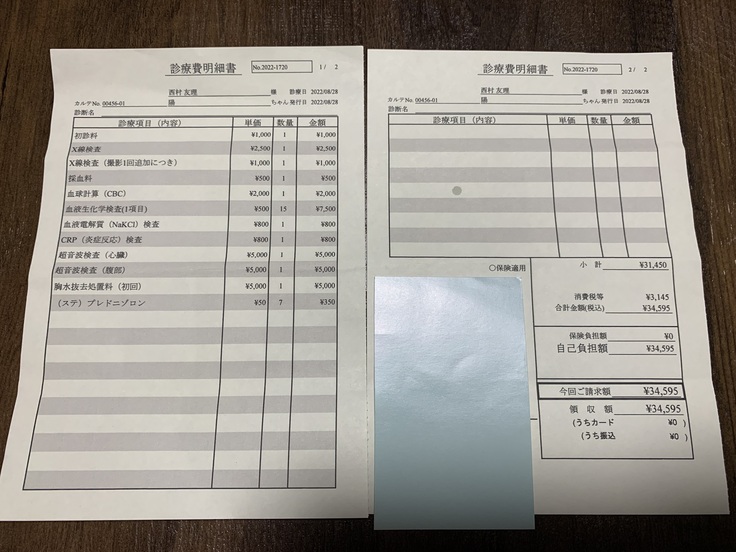 診療費明細書 No.2022-1720 1/ 2
西村 友理 様 診療日 2022/08/28
カルテNo. 00456-01 陽 ちゃん 発行日 2022/08/28
診断名
診療項目（内容） 単価 数量 金額
初診料 ¥1,000 1 ¥1,000
X線検査 ¥2,500 1 ¥2,500
X線検査（撮影1回追加につき） ¥1,000 1 ¥1,000
採血料 ¥500 1 ¥500
血球計算（CBC） ¥2,000 1 ¥2,000
血液生化学検査(1項目) ¥500 15 ¥7,500
血液電解質（NaKCl）検査 ¥800 1 ¥800
CRP（炎症反応）検査 ¥800 1 ¥800
超音波検査（心臓） ¥5,000 1 ¥5,000
超音波検査（腹部） ¥5,000 1 ¥5,000
胸水抜去処置料（初回） ¥5,000 1 ¥5,000
（ステ）プレドニゾロン ¥50 7 ¥350
診療費明細書 No.2022-1720 2/ 2
西村 友理 様 診療日 2022/08/28
カルテNo. 00456-01 陽 ちゃん 発行日 2022/08/28
診断名
診療項目（内容） 単価 数量 金額
○保険適用 小 計 ¥31,450
消費税等 ¥3,145
合計金額(税込) ¥34,595
保険負担額 ¥0
自己負担額 ¥34,595
今回ご請求額 ¥34,595
領 収 額 ¥34,595
(うちカード ¥0 )
(うち振込 ¥0 )